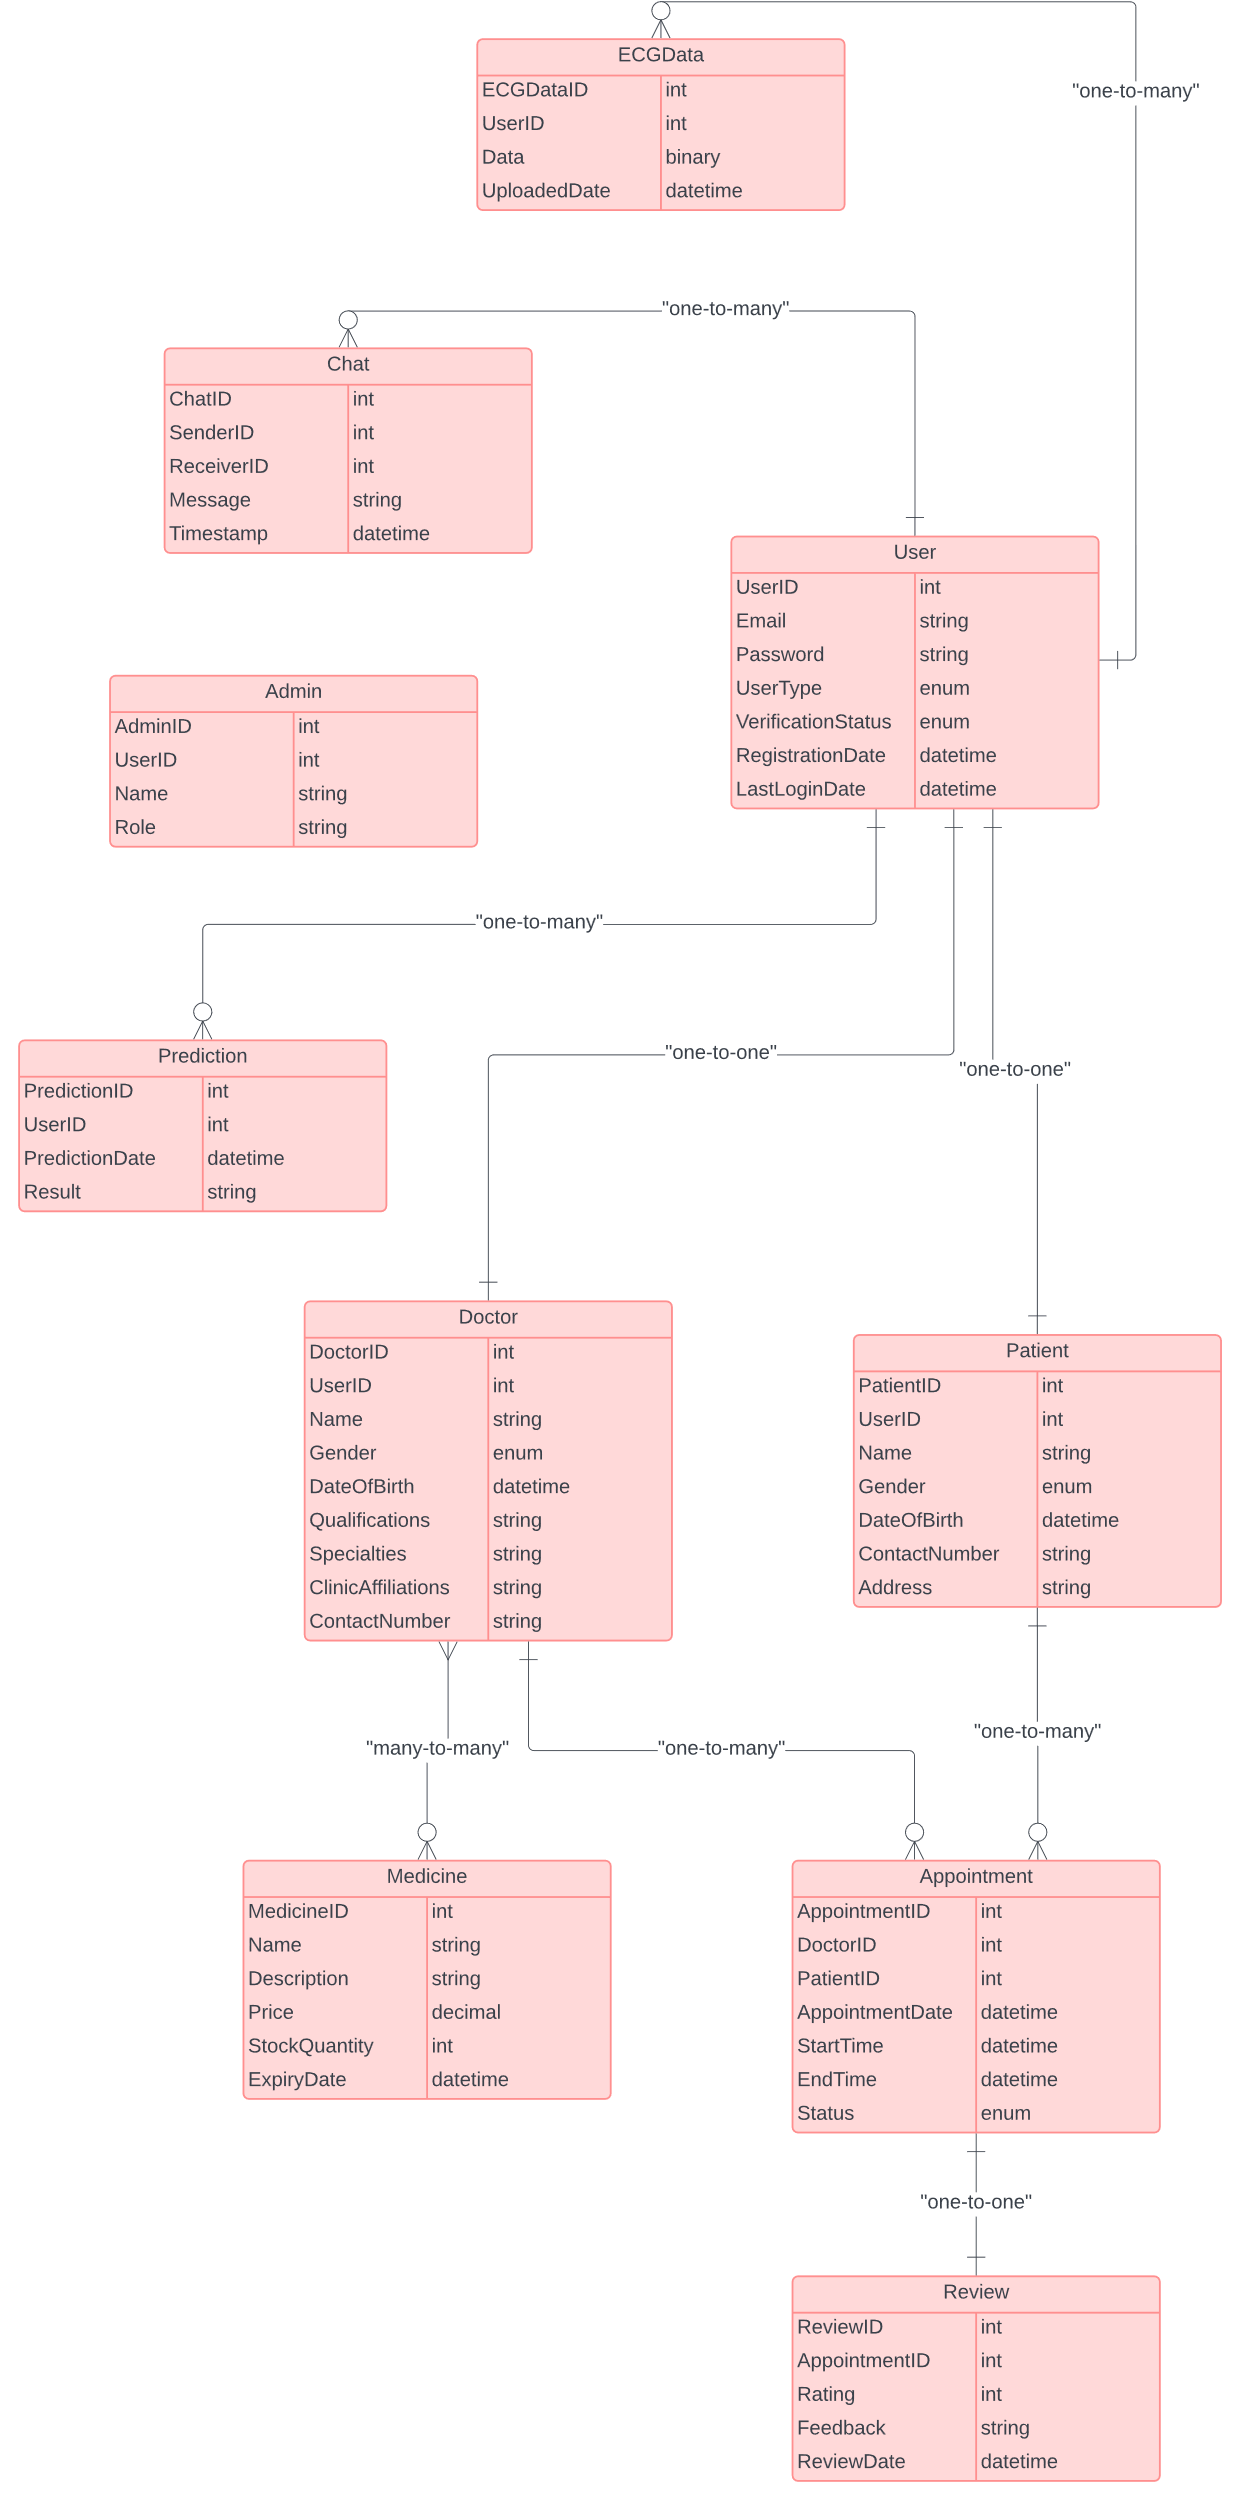 ECGData
ECGDataID int
UserID int
Data binary
UploadedDate datetime
"one-to-many"
"one-to-many"
Chat
ChatID int
SenderID int
ReceiverID int
Message string
Timestamp datetime
User
UserID int
Email string
Password string
UserType enum
VerificationStatus enum
RegistrationDate datetime
LastLoginDate datetime
Admin
AdminID int
UserID int
Name string
Role string
"one-to-many"
"one-to-one"
"one-to-one"
Prediction
PredictionID int
UserID int
PredictionDate datetime
Result string
Doctor
DoctorID int
UserID int
Name string
Gender enum
DateOfBirth datetime
Qualifications string
Specialties string
ClinicAffiliations string
ContactNumber string
Patient
PatientID int
UserID int
Name string
Gender enum
DateOfBirth datetime
ContactNumber string
Address string
"many-to-many"
"one-to-many"
"one-to-many"
Medicine
MedicineID int
Name string
Description string
Price decimal
StockQuantity int
ExpiryDate datetime
Appointment
AppointmentID int
DoctorID int
PatientID int
AppointmentDate datetime
StartTime datetime
EndTime datetime
Status enum
"one-to-one"
Review
ReviewID int
AppointmentID int
Rating int
Feedback string
ReviewDate datetime